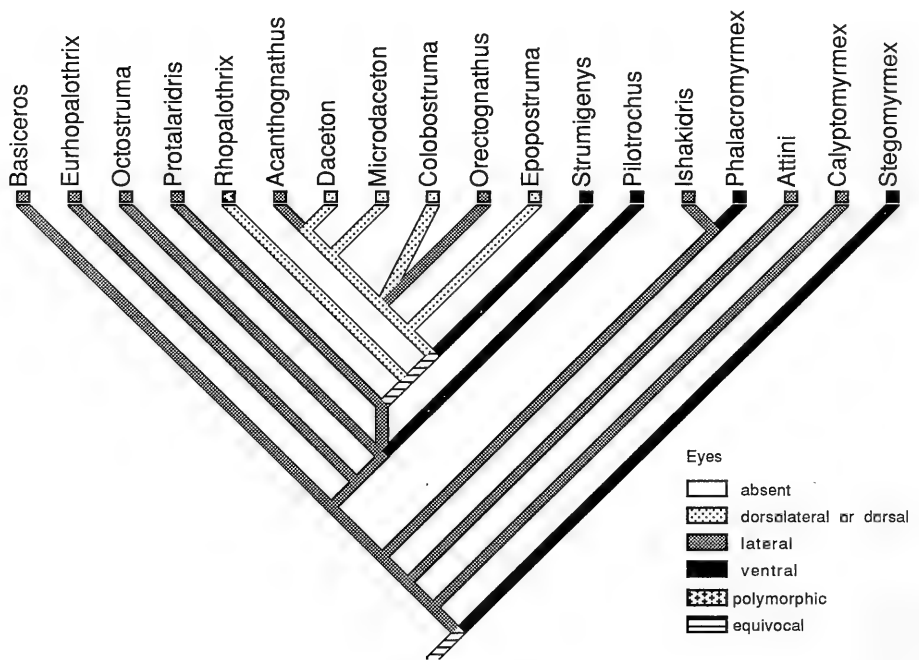 Basiceros
Eurhopalothrix
Octostruma
Protalaridris
Rhopalothrix
Acanthognathus
Daceton
Microdaceton
Colobostruma
Orectognathus
Epopostruma
Strumigenys
Pilotrochus
Ishakidris
Phalacromyrmex
Attini
Calyptomyrmex
Stegomyrmex
Eyes
absent
dorsolateral or dorsal
lateral
ventral
polymorphic
equivocal